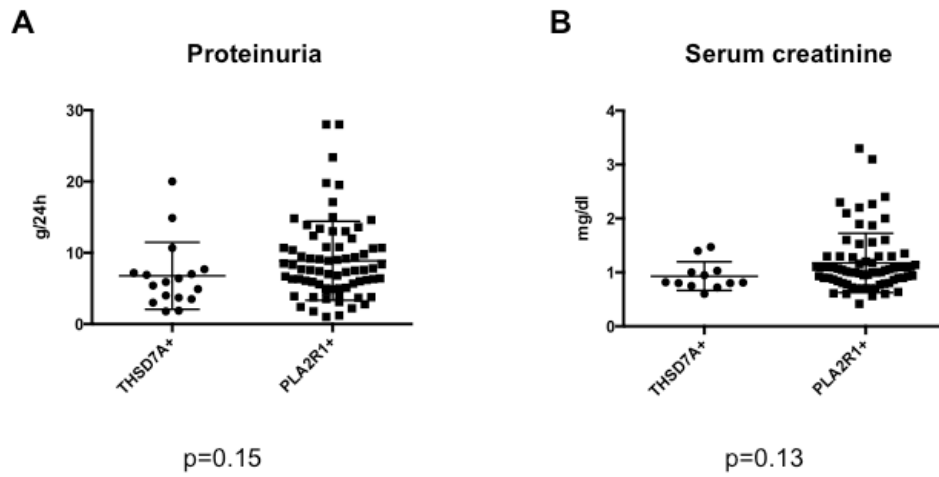 A
Proteinuria
30
20
10
0
g/24h
THSD7A+
PLA2R1+
p=0.15
B
Serum creatinine
4
3
2
1
0
mg/dl
THSD7A+
PLA2R1+
p=0.13